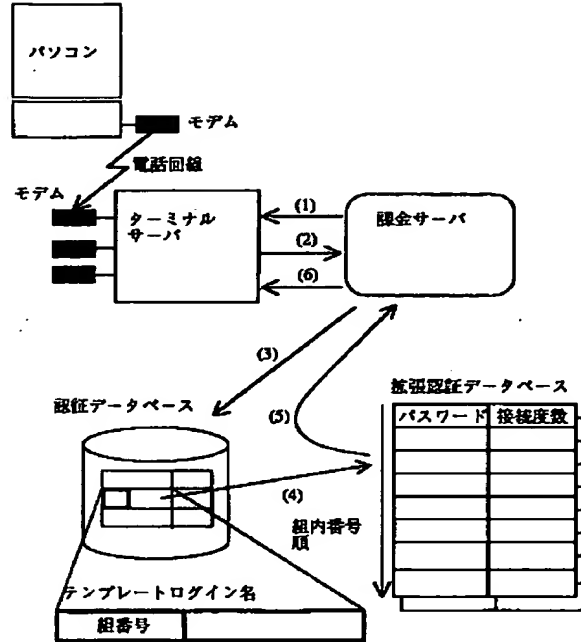 パソコン
モデム
電話回線
モデム
ターミナル
サーバ
(1)
(2)
(6)
課金サーバ
(3)
認証データベース
(5)
拡張認証データベース
パスワード 接続度数
(4)
組内番号
順
テンプレートログイン名
組番号